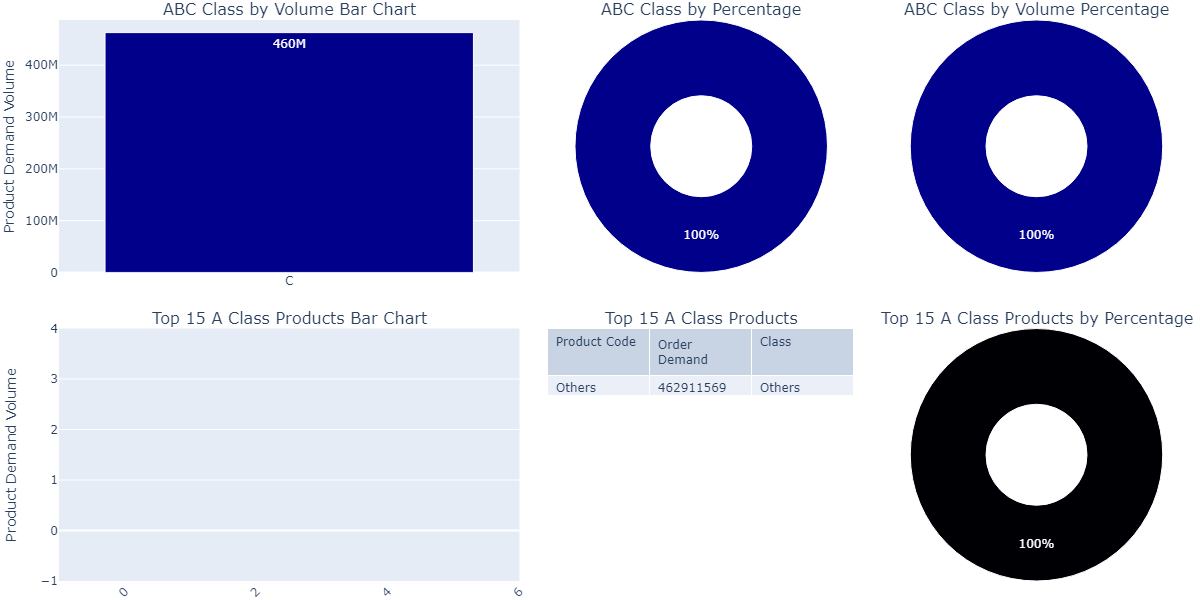 ABC Class by Volume Bar Chart
ABC Class by Percentage
ABC Class by Volume Percentage
Product Demand Volume
400M
300M
200M
100M
0
460M
C
100%
100%
Top 15 A Class Products Bar Chart
Top 15 A Class Products
Top 15 A Class Products by Percentage
Product Demand Volume
4
3
2
1
0
−1
0
2
4
6
Product Code
Order
Demand
Class
Others
462911569
Others
100%